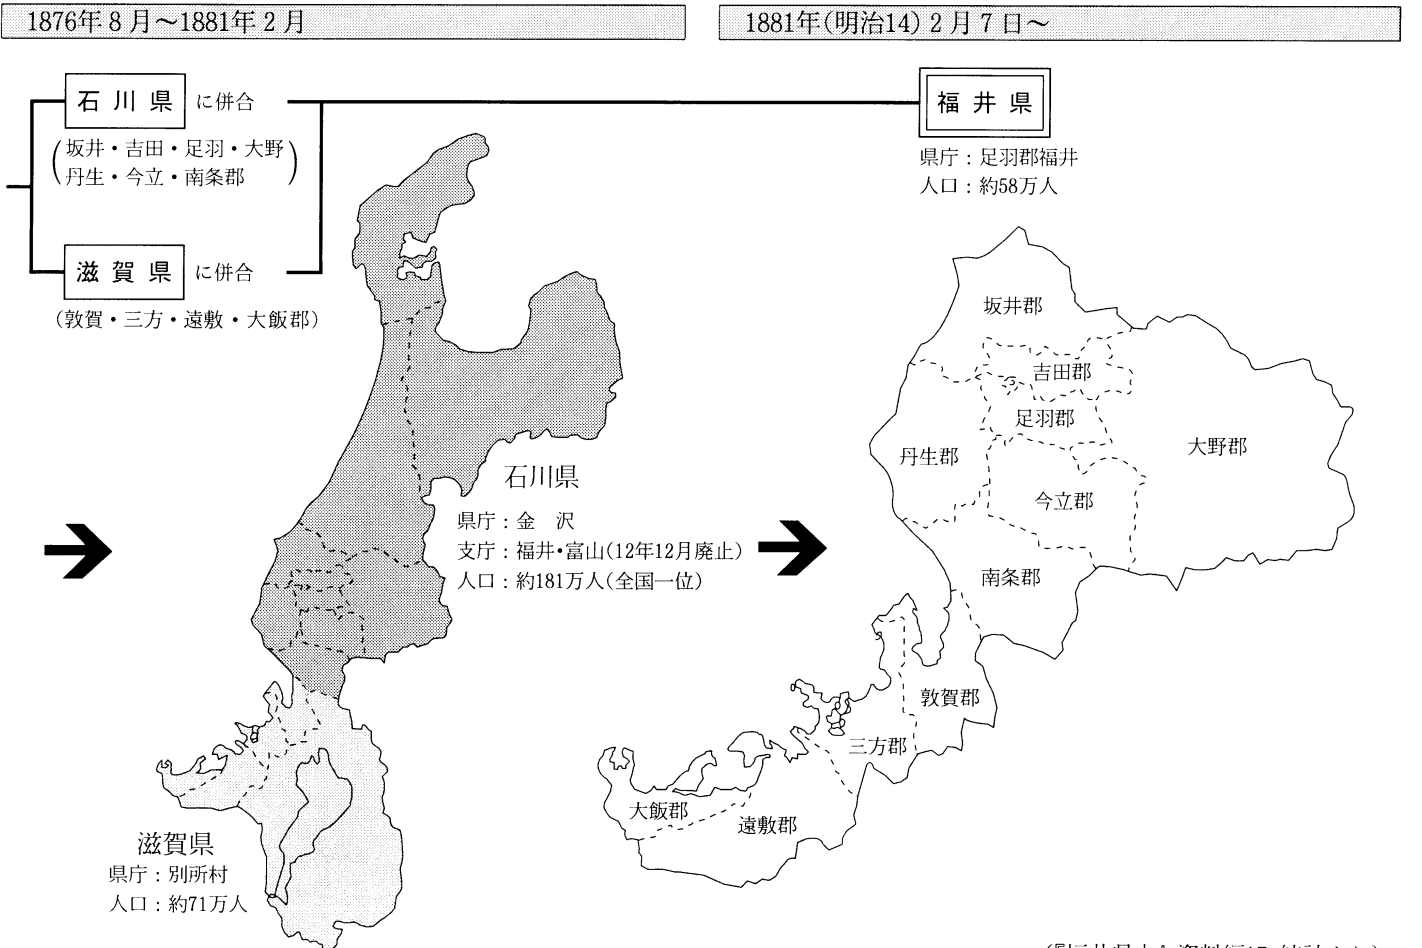 1876年8月～1881年2月
1881年(明治14)2月7日～
石川県 に併合
(坂井・吉田・足羽・大野
丹生・今立・南条郡)
滋賀県 に併合
(敦賀・三方・遠敷・大飯郡)
福井県
県庁：足羽郡福井
人口：約58万人
石川県
県庁：金　沢
支庁：福井・富山(12年12月廃止)
人口：約181万人(全国一位)
滋賀県
県庁：別所村
人口：約71万人
坂井郡
吉田郡
足羽郡
大野郡
丹生郡
今立郡
南条郡
敦賀郡
三方郡
大飯郡
遠敷郡